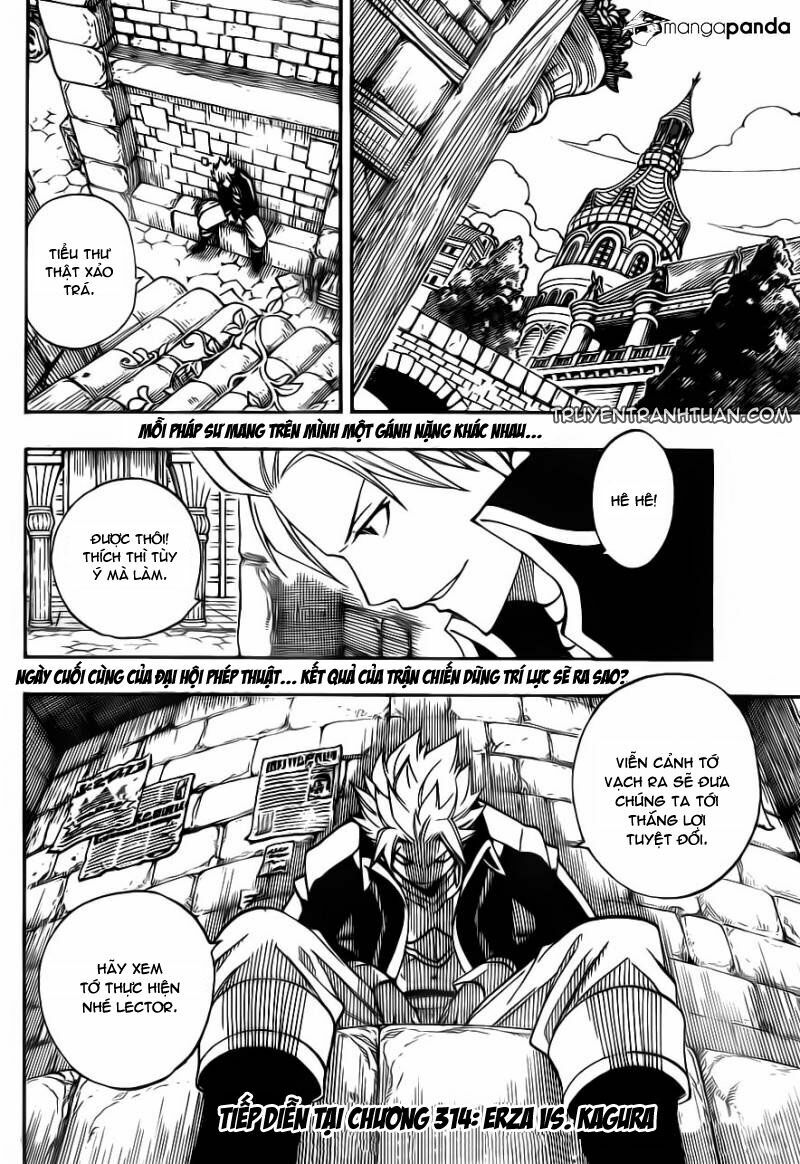 mangapanda
TRUYENTRANHTUAN.COM
TIỂU THƯ
THẬT XẢO
TRÁ.
MỖI PHÁP SƯ MANG TRÊN MÌNH MỘT GÁNH NẶNG KHÁC NHAU...
HÊ HÊ!
ĐƯỢC THÔI!
THÍCH THÌ TÙY
Ý MÀ LÀM.
NGÀY CUỐI CÙNG CỦA ĐẠI HỘI PHÉP THUẬT... KẾT QUẢ CỦA TRẬN CHIẾN DŨNG TRÍ LỰC SẼ RA SAO?
VIỄN CẢNH TỚ
VẠCH RA SẼ ĐƯA
CHÚNG TA TỚI
THẮNG LỢI
TUYỆT ĐỐI.
HÃY XEM
TỚ THỰC HIỆN
NHÉ LECTOR.
TIẾP DIỄN TẠI CHƯƠNG 314: ERZA VS. KAGURA